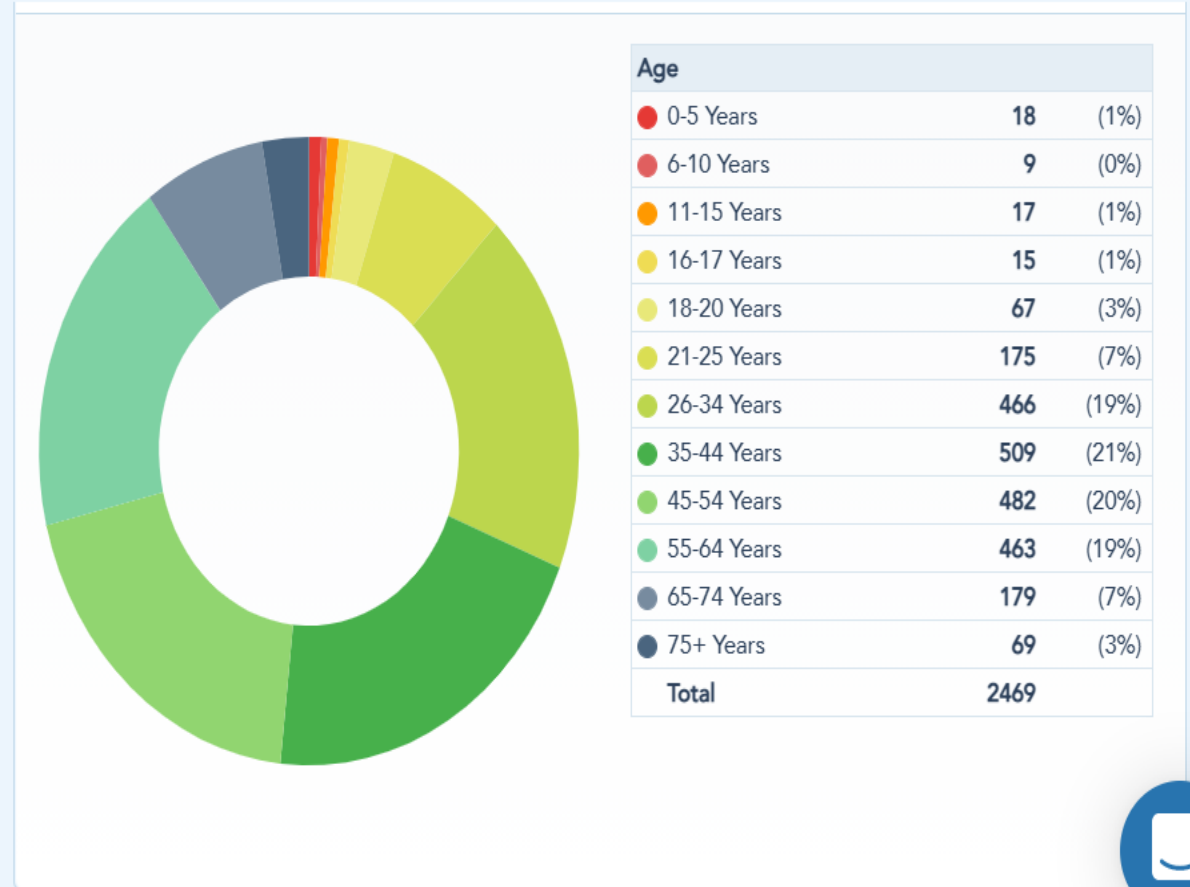 Age
0-5 Years 18 (1%)
6-10 Years 9 (0%)
11-15 Years 17 (1%)
16-17 Years 15 (1%)
18-20 Years 67 (3%)
21-25 Years 175 (7%)
26-34 Years 466 (19%)
35-44 Years 509 (21%)
45-54 Years 482 (20%)
55-64 Years 463 (19%)
65-74 Years 179 (7%)
75+ Years 69 (3%)
Total 2469